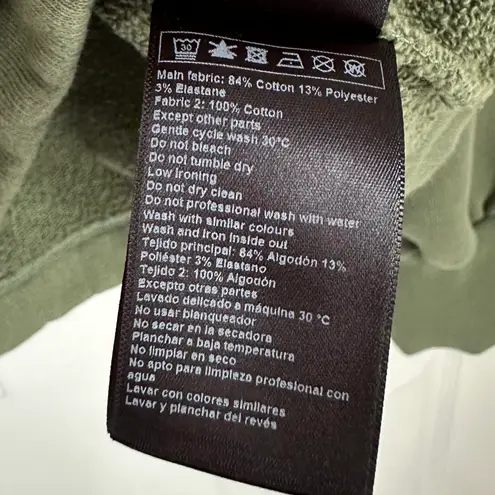 30
Main fabric: 84% Cotton 13% Polyester
3% Elastane
Fabric 2: 100% Cotton
Except other parts
Gentle cycle wash 30°C
Do not bleach
Do not tumble dry
Low ironing
Do not dry clean
Do not professional wash with water
Wash with similar colours
Wash and Iron inside out
Tejido principal: 84% Algodón 13%
Poliéster 3% Elastano
Tejido 2: 100% Algodón
Excepto otras partes
Lavado delicado a máquina 30 °C
No usar blanqueador
No secar en la secadora
Planchar a baja temperatura
No limpiar en seco
No apto para limpieza profesional con
agua
Lavar con colores similares
Lavar y planchar del revés